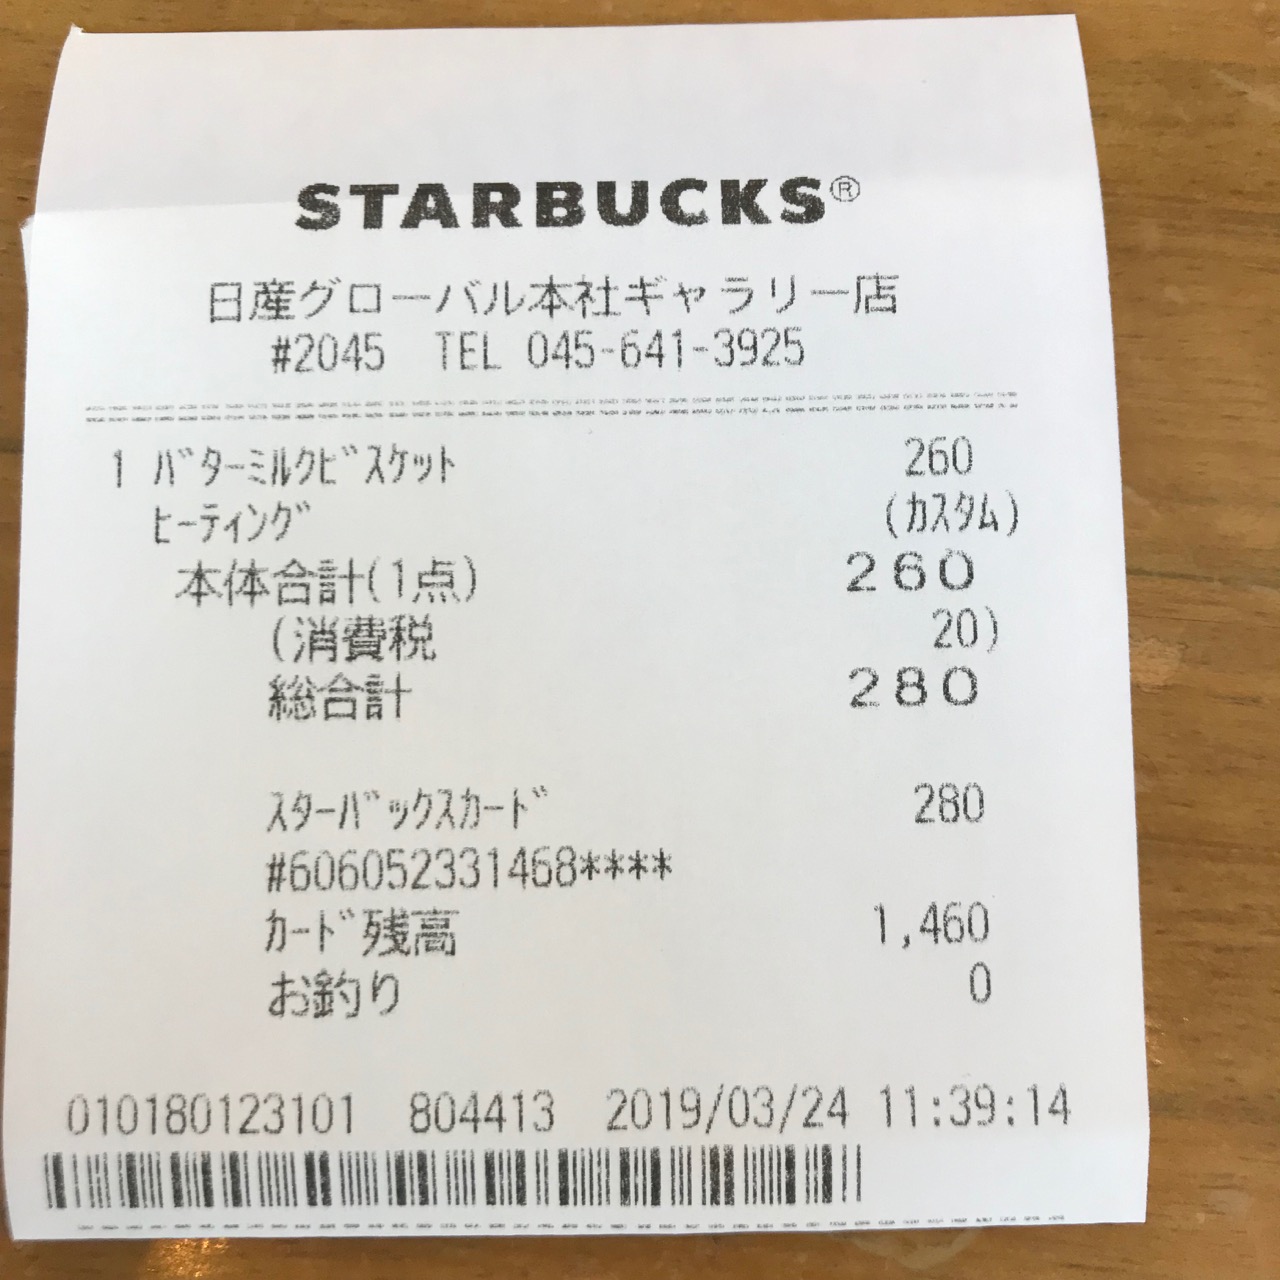 STARBUCKS®
日産グローバル本社ギャラリー店
#2045 TEL 045-641-3925
1 ﾊﾞﾀｰﾐﾙｸﾋﾞｽｹｯﾄ 260
ﾋｰﾃｨﾝｸﾞ (ｶｽﾀﾑ)
本体合計(1点) 260
(消費税 20)
総合計 280
ｽﾀｰﾊﾞｯｸｽｶｰﾄﾞ 280
#606052331468****
ｶｰﾄﾞ残高 1,460
お釣り 0
010180123101 804413 2019/03/24 11:39:14